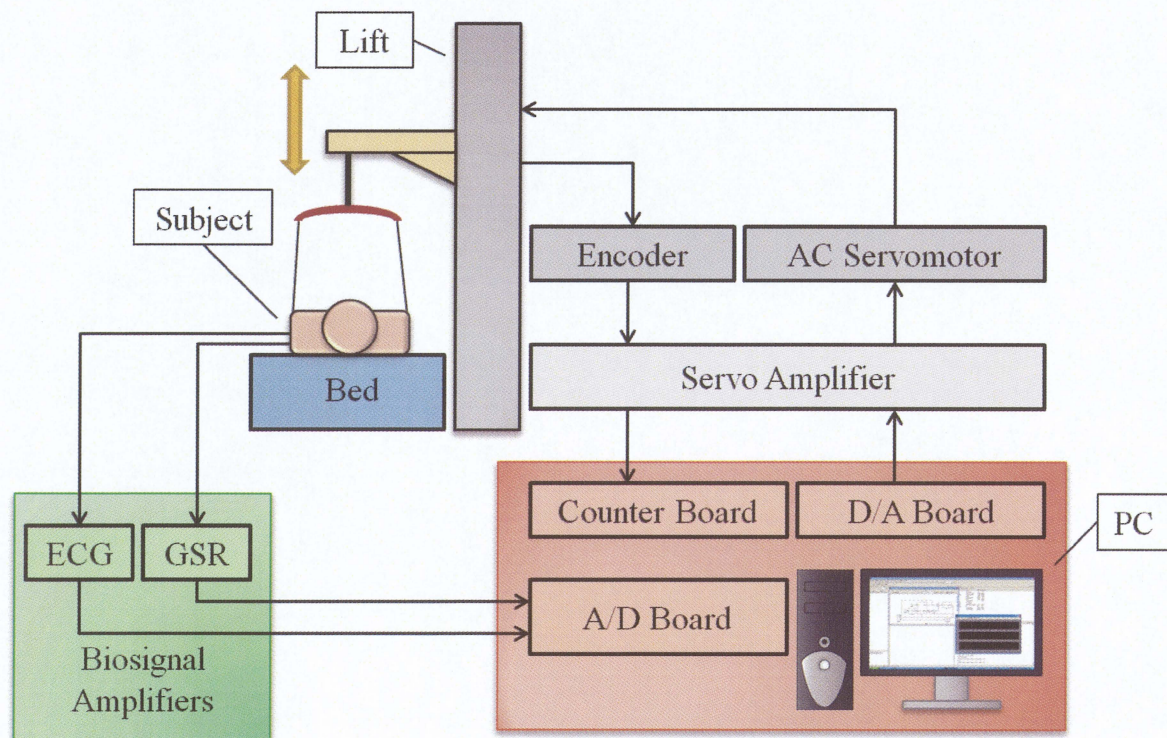 Lift
Subject
Encoder
AC Servomotor
Servo Amplifier
Bed
Counter Board
D/A Board
PC
ECG
GSR
A/D Board
Biosignal
Amplifiers